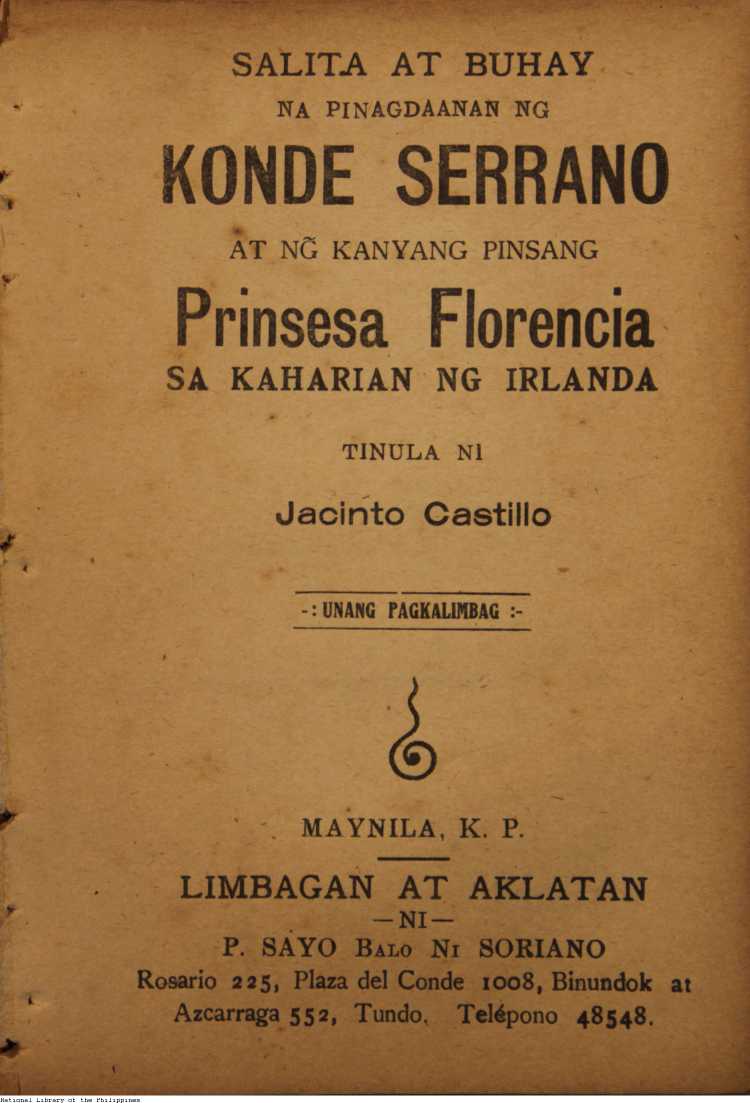 SALITA AT BUHAY
NA PINAGDAANAN NG
KONDE SERRANO
AT NG̃ KANYANG PINSANG
Prinsesa Florencia
SA KAHARIAN NG IRLANDA
TINULA NI
Jacinto Castillo
-: UNANG PAGKALIMBAG :-
MAYNILA, K. P.
LIMBAGAN AT AKLATAN
—NI—
P. SAYO BALO NI SORIANO
Rosario 225, Plaza del Conde 1008, Binundok at
Azcarraga 552, Tundo. Telépono 48548.
National Library of the Philippines